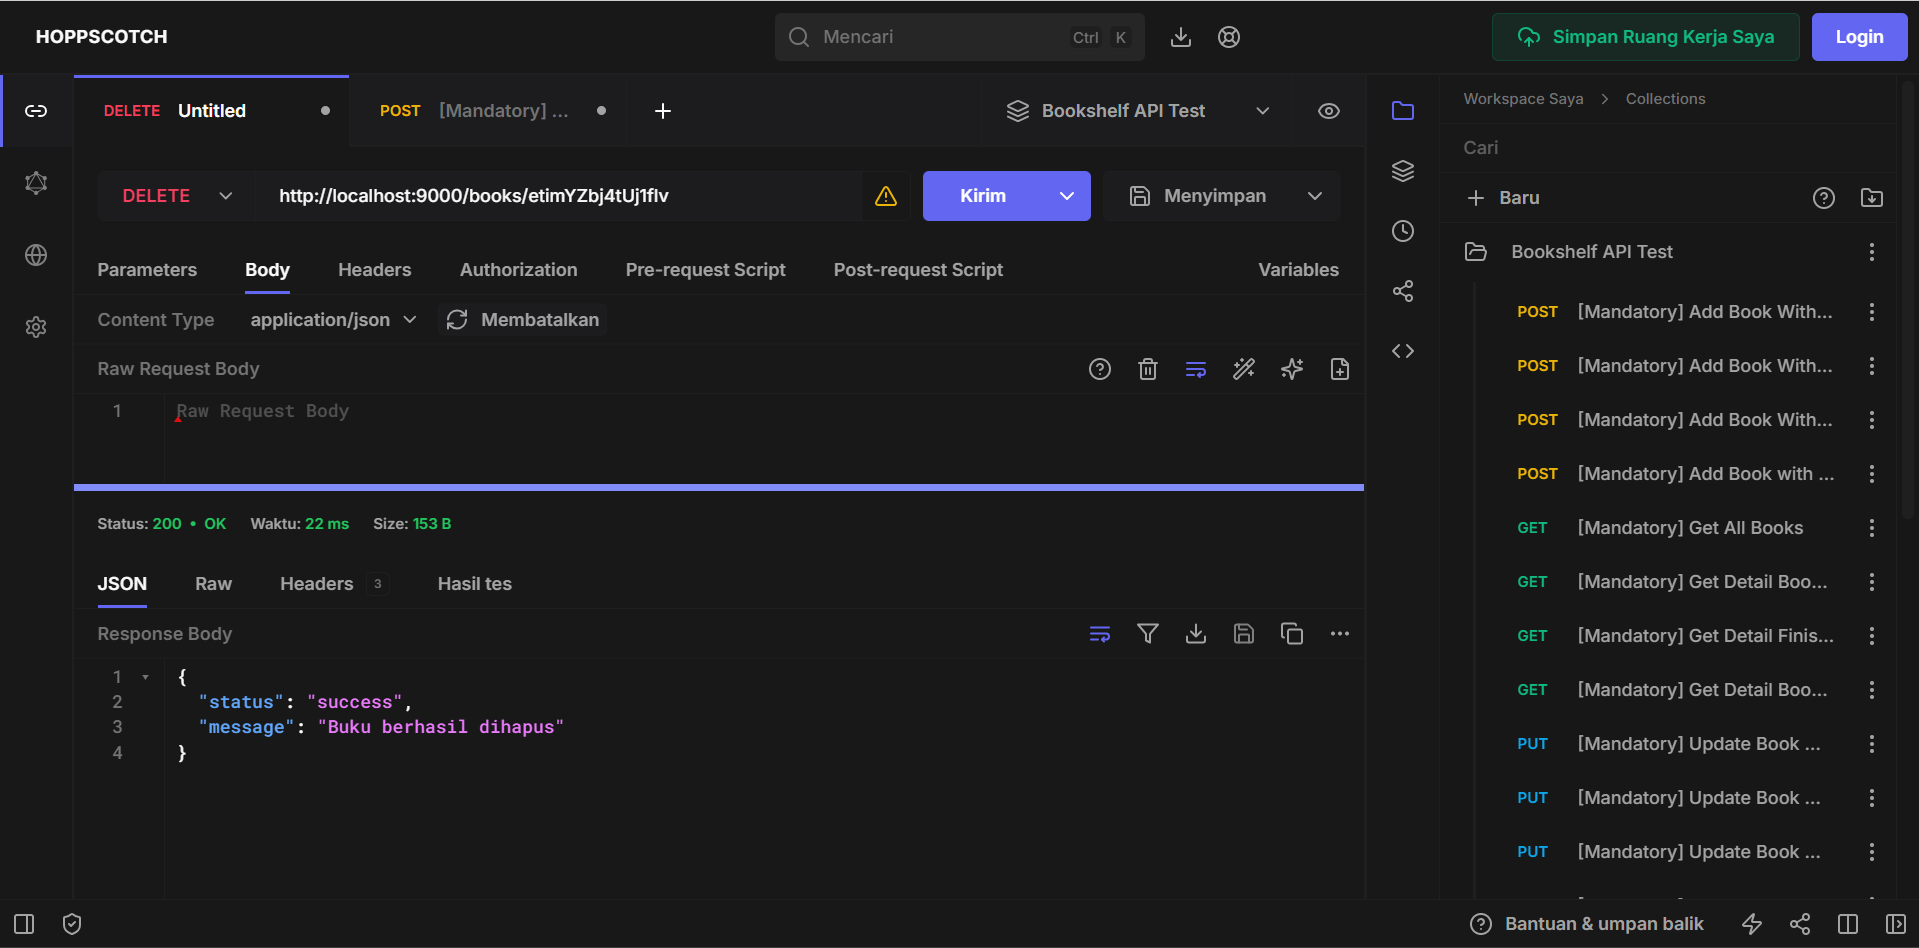 HOPPSCOTCH
Mencari
Ctrl K
Simpan Ruang Kerja Saya
Login
DELETE Untitled
POST [Mandatory] ...
Bookshelf API Test
DELETE
http://localhost:9000/books/etimYZbj4tUj1flv
Kirim
Menyimpan
Parameters
Body
Headers
Authorization
Pre-request Script
Post-request Script
Variables
Content Type
application/json
Membatalkan
Raw Request Body
1 Raw Request Body
Status: 200 • OK
Waktu: 22 ms
Size: 153 B
JSON
Raw
Headers 3
Hasil tes
Response Body
1 {
2 "status": "success",
3 "message": "Buku berhasil dihapus"
4 }
Workspace Saya > Collections
Cari
Baru
Bookshelf API Test
POST [Mandatory] Add Book With...
POST [Mandatory] Add Book With...
POST [Mandatory] Add Book With...
POST [Mandatory] Add Book with ...
GET [Mandatory] Get All Books
GET [Mandatory] Get Detail Boo...
GET [Mandatory] Get Detail Finis...
GET [Mandatory] Get Detail Boo...
PUT [Mandatory] Update Book ...
PUT [Mandatory] Update Book ...
PUT [Mandatory] Update Book ...
Bantuan & umpan balik